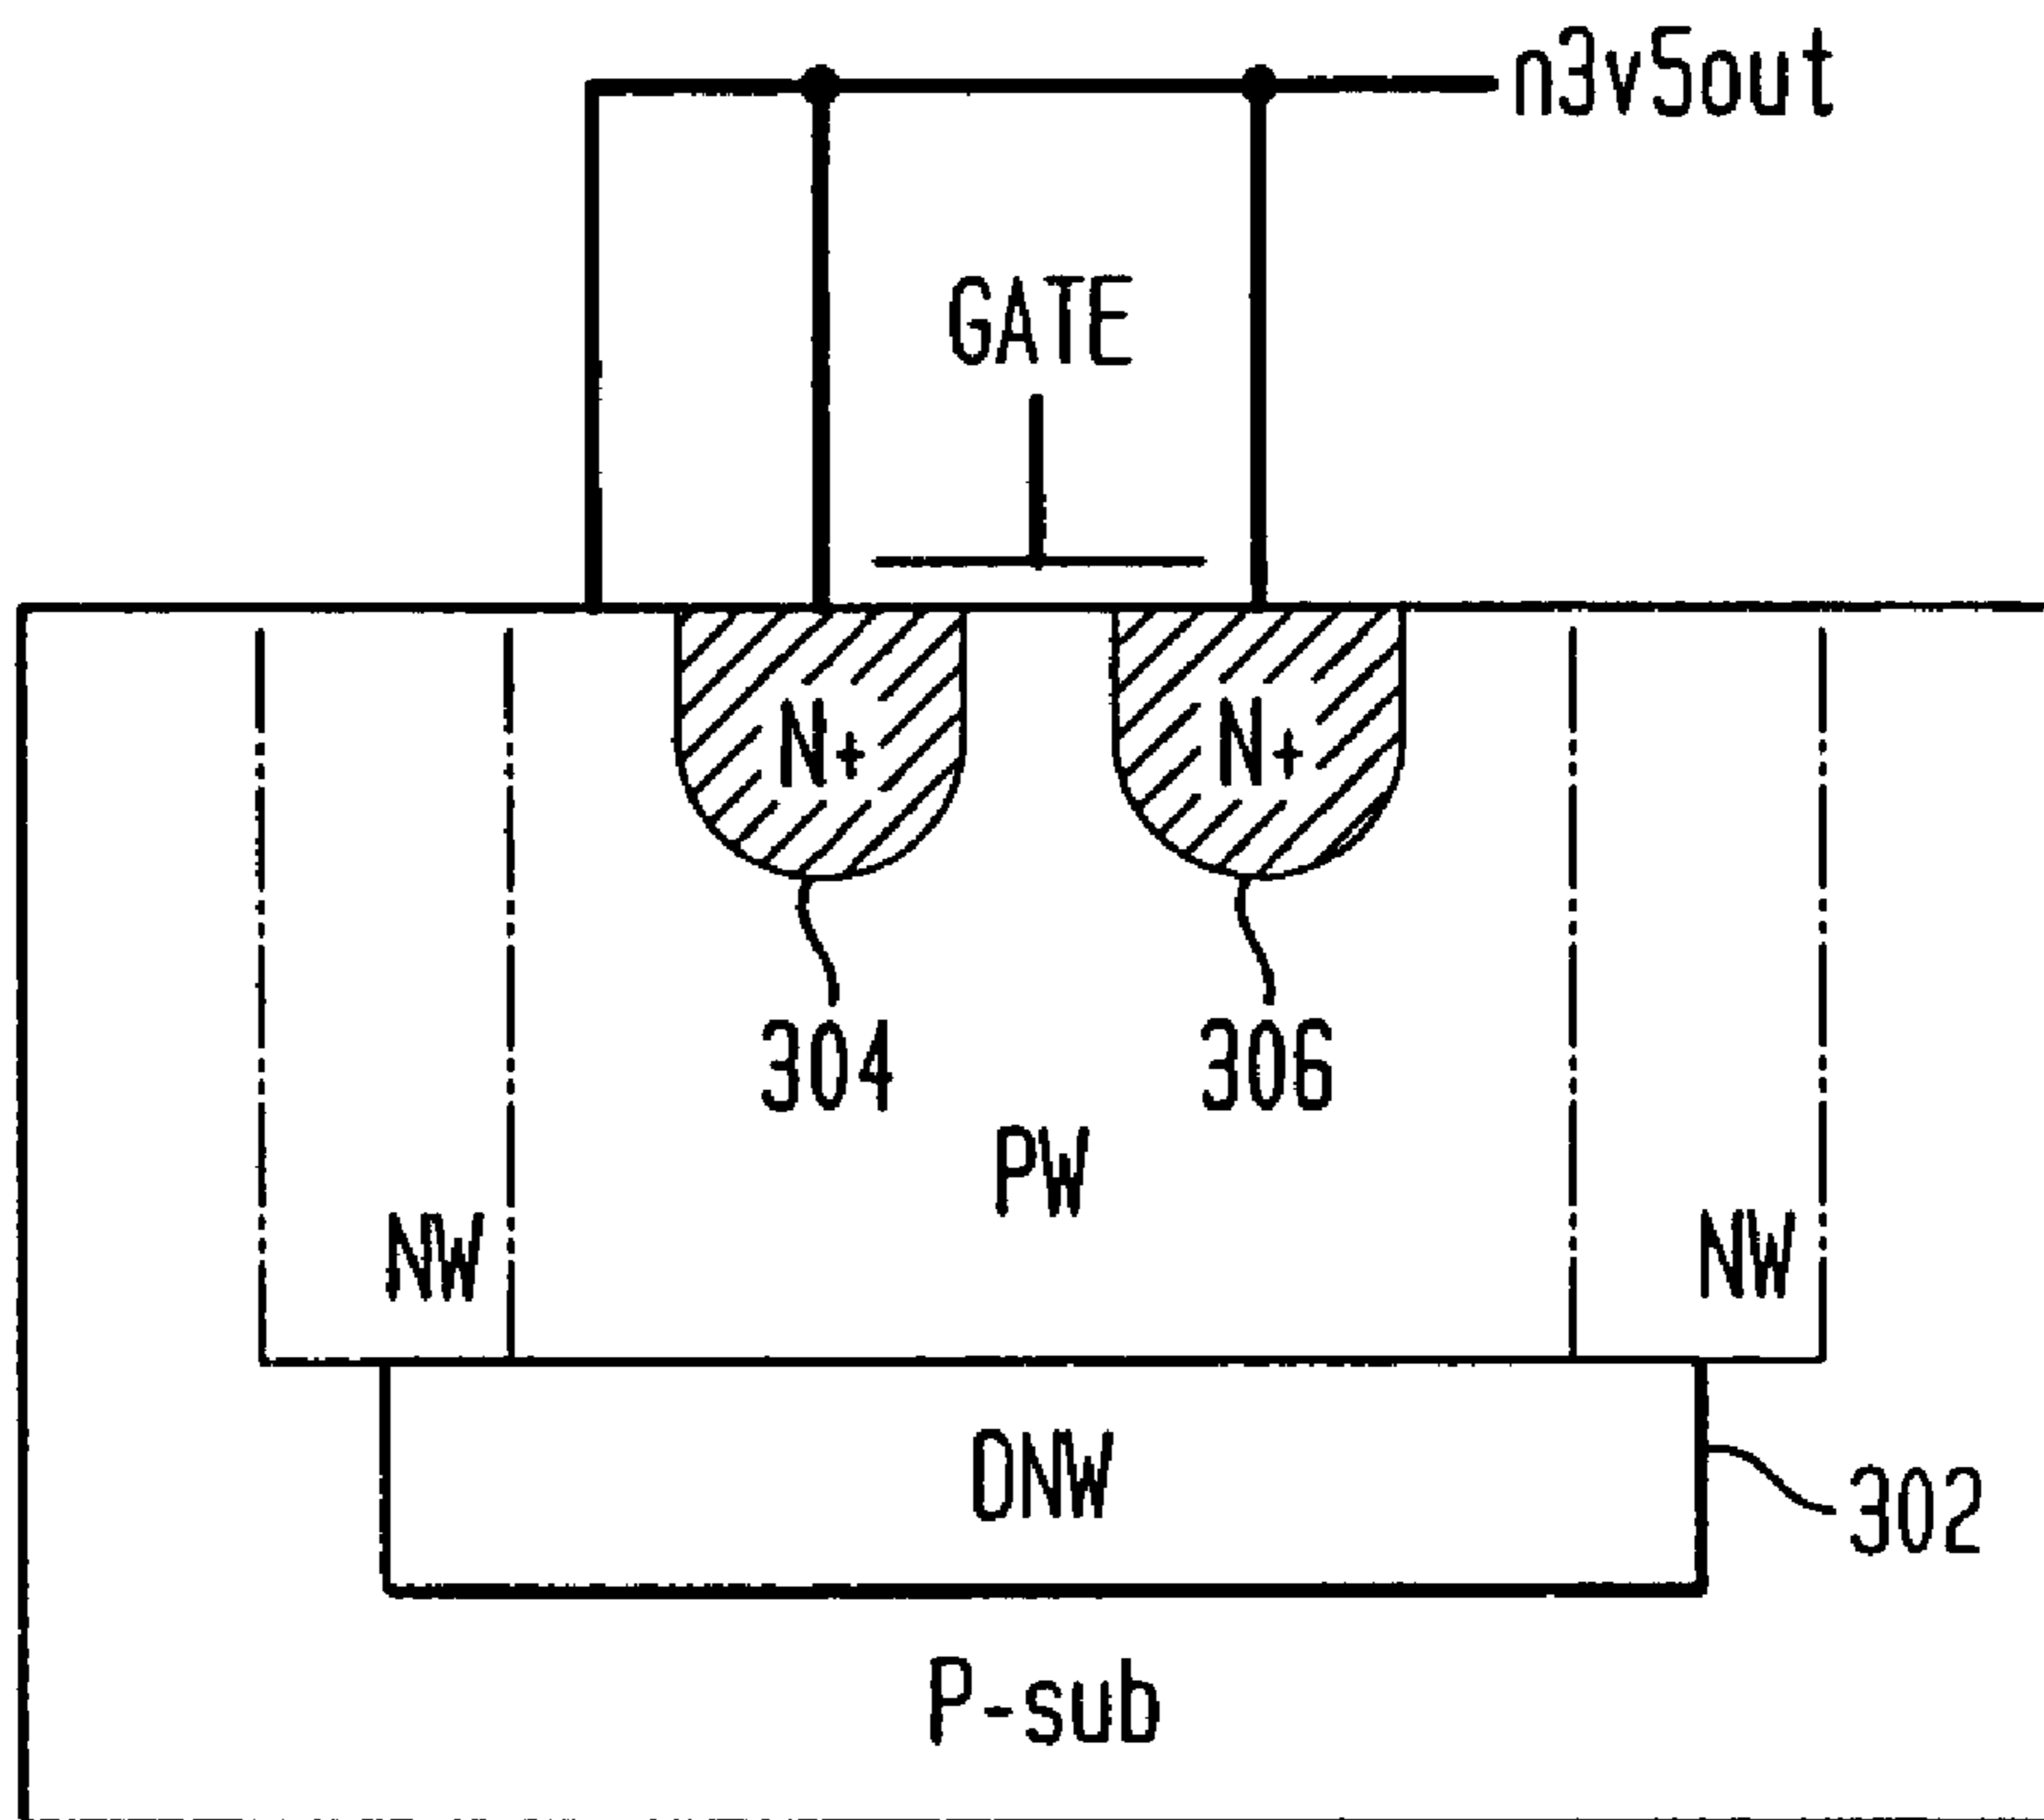 n3v5out
GATE
N+ N+
304 306
PW
NW NW
DNW
302
P-sub